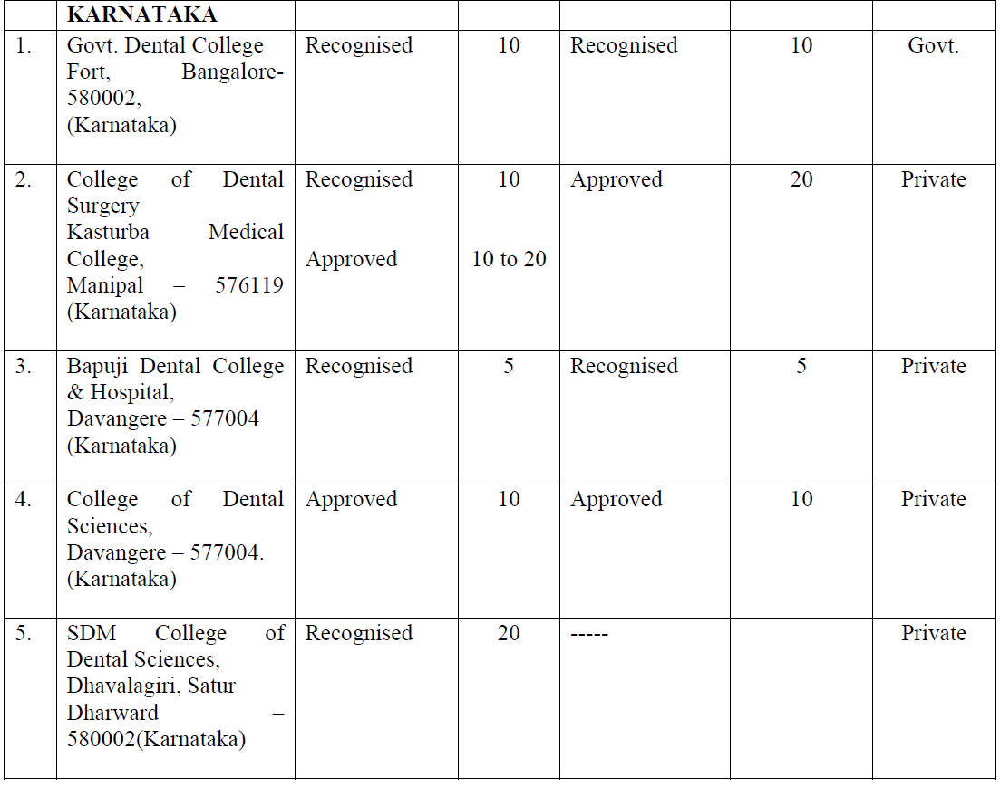 KARNATAKA
1. Govt. Dental College Recognised 10 Recognised 10 Govt.
Fort, Bangalore-
580002,
(Karnataka)
2. College of Dental Recognised 10 Approved 20 Private
Surgery
Kasturba Medical
College, Approved 10 to 20
Manipal – 576119
(Karnataka)
3. Bapuji Dental College Recognised 5 Recognised 5 Private
& Hospital,
Davangere – 577004
(Karnataka)
4. College of Dental Approved 10 Approved 10 Private
Sciences,
Davangere – 577004.
(Karnataka)
5. SDM College of Recognised 20 ----- Private
Dental Sciences,
Dhavalagiri, Satur
Dharward –
580002(Karnataka)